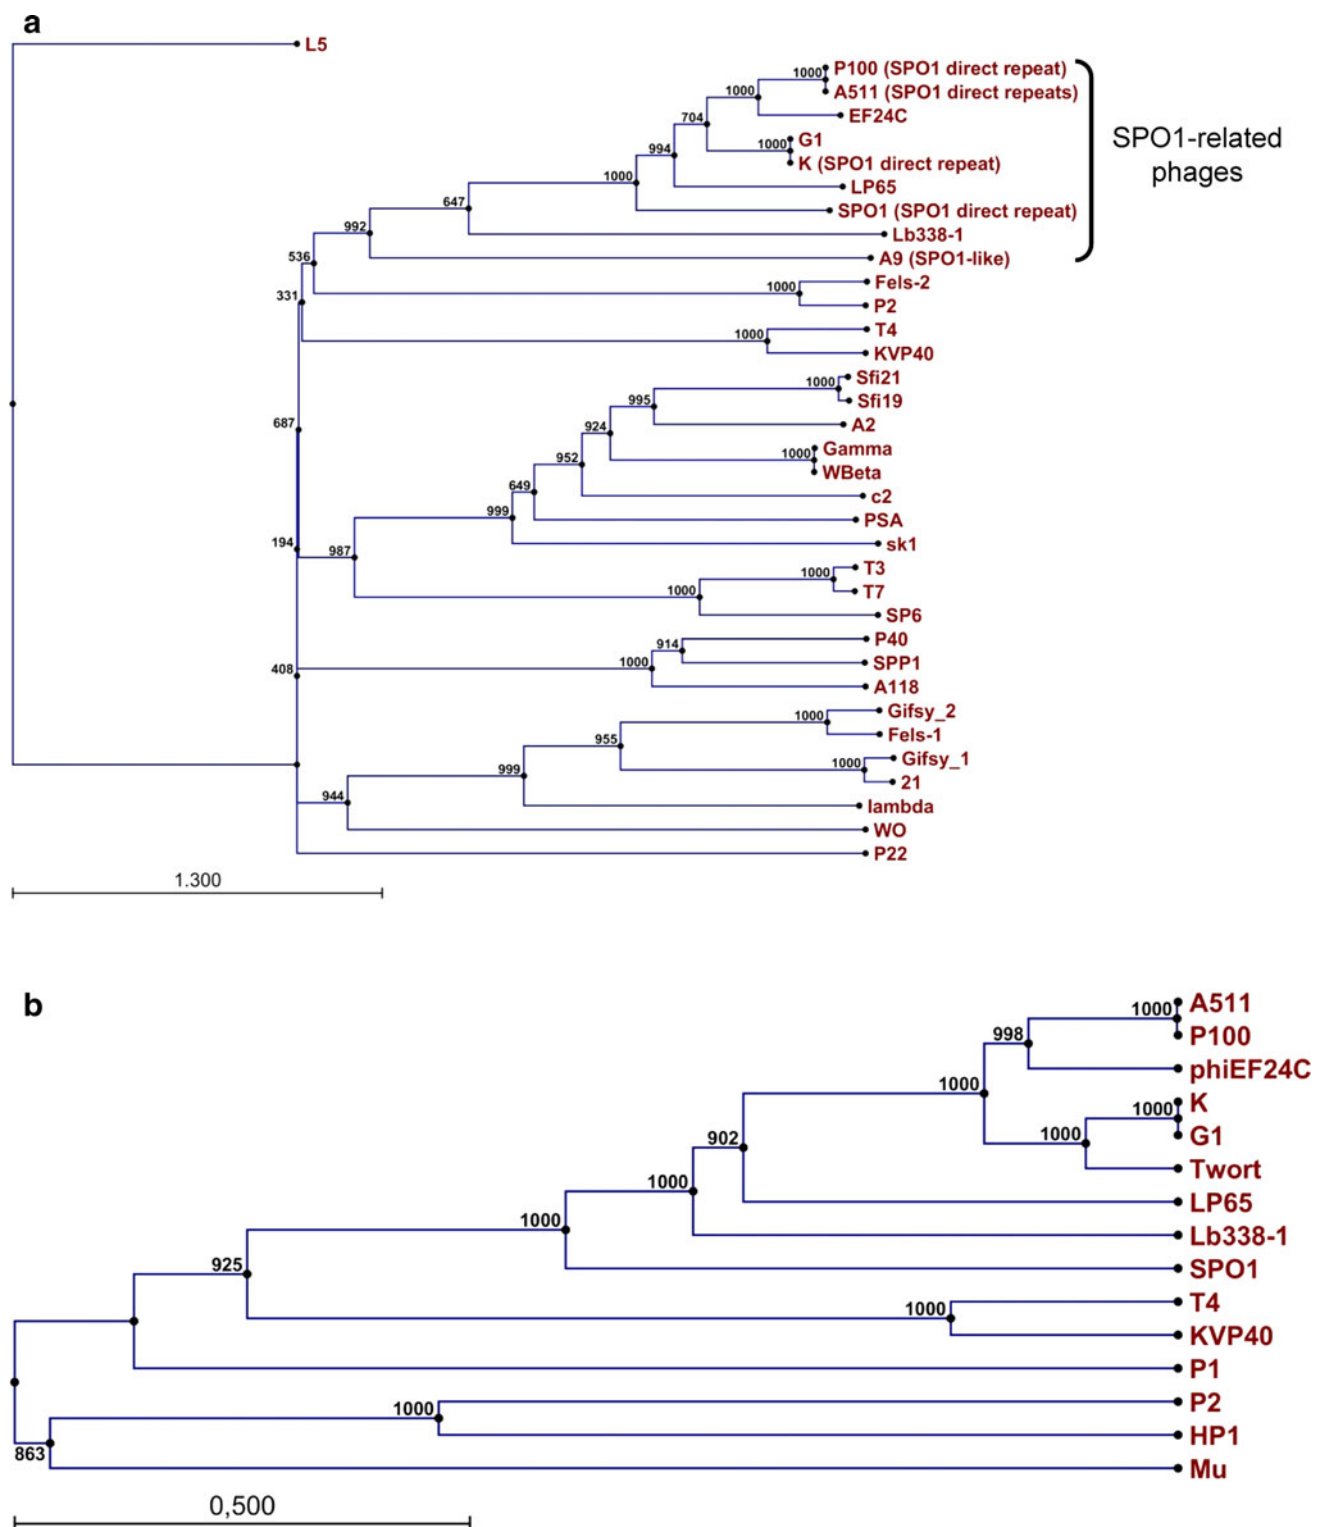 a
L5
1000
P100 (SPO1 direct repeat)
A511 (SPO1 direct repeats)
1000
EF24C
704
G1
1000
K (SPO1 direct repeat)
994
LP65
1000
SPO1 (SPO1 direct repeat)
647
Lb338-1
992
A9 (SPO1-like)
SPO1-related
phages
536
Fels-2
1000
P2
331
T4
1000
KVP40
Sfi21
1000
Sfi19
995
A2
687
924
Gamma
1000
WBeta
952
c2
649
PSA
999
sk1
194
987
T3
1000
T7
1000
SP6
P40
914
SPP1
1000
408
A118
Gifsy_2
1000
Fels-1
955
Gifsy_1
1000
21
999
lambda
944
WO
P22
1.300
b
A511
1000
P100
998
phiEF24C
1000
K
1000
G1
1000
Twort
902
LP65
1000
Lb338-1
1000
SPO1
925
T4
1000
KVP40
P1
P2
1000
HP1
863
Mu
0,500